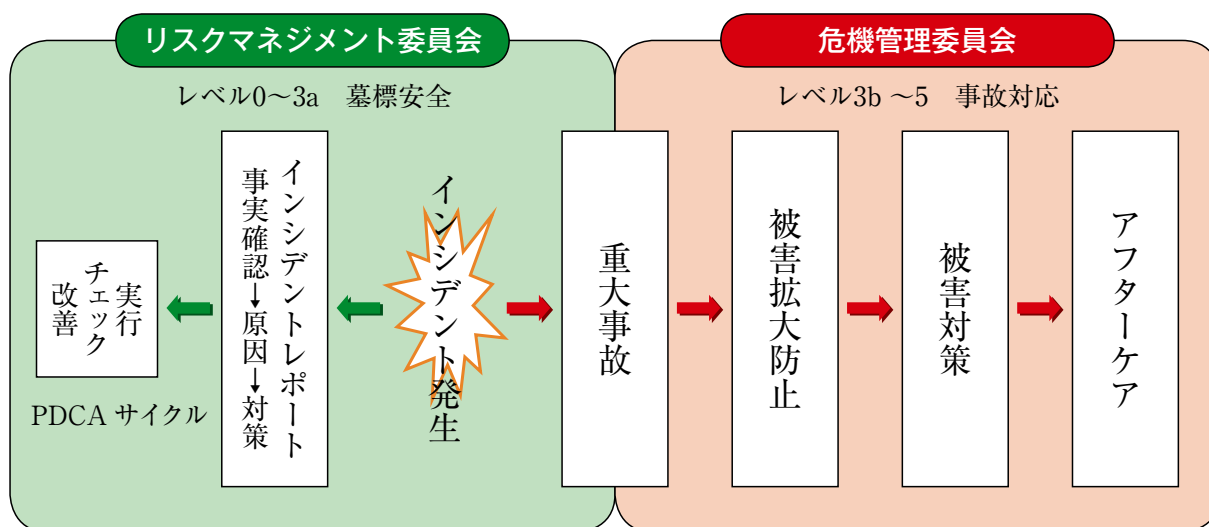 リスクマネジメント委員会
レベル0〜3a　墓標安全
インシデントレポート
事実確認→原因→対策
実行
チェック
改善
PDCA サイクル
インシデント発生
危機管理委員会
レベル3b 〜5　事故対応
重大事故
被害拡大防止
被害対策
アフターケア